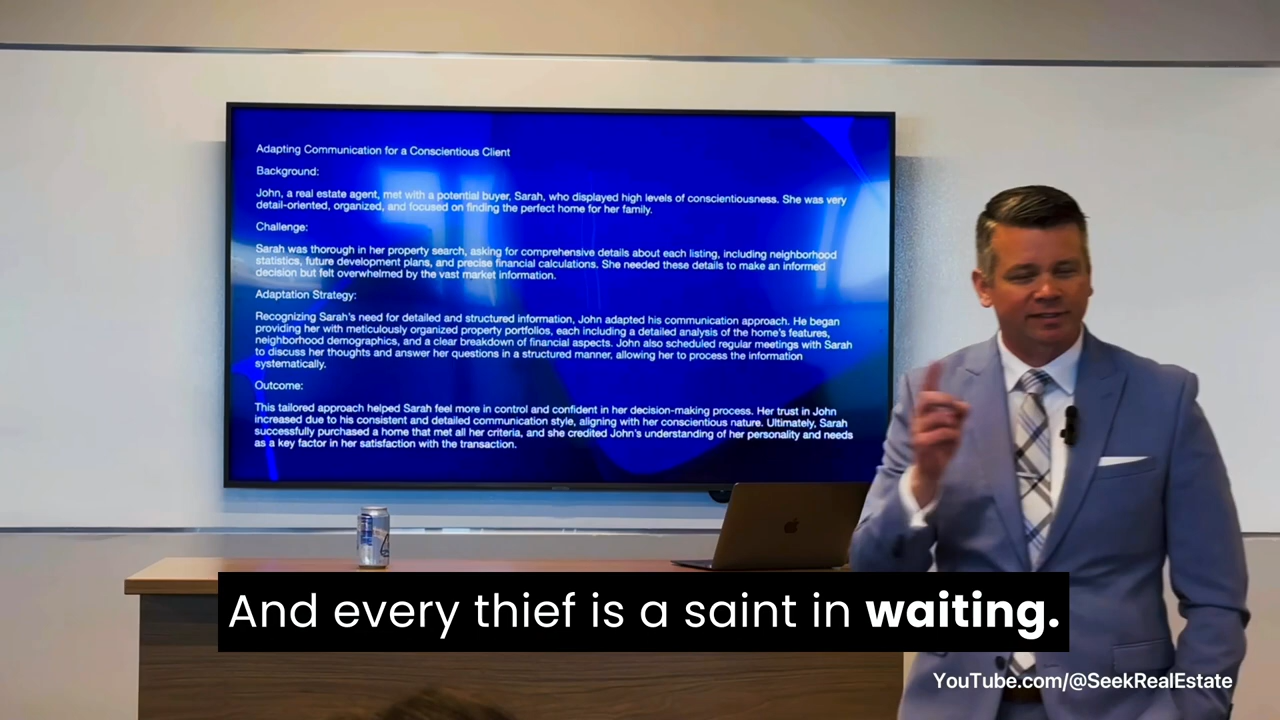 Adapting Communication for a Conscientious Client
Background:
John, a real estate agent, met with a potential buyer, Sarah, who displayed high levels of conscientiousness. She was very
detail-oriented, organized, and focused on finding the perfect home for her family.
Challenge:
Sarah was thorough in her property search, asking for comprehensive details about each listing, including neighborhood
statistics, future development plans, and precise financial calculations. She needed these details to make an informed
decision but felt overwhelmed by the vast market information.
Adaptation Strategy:
Recognizing Sarah's need for detailed and structured information, John adapted his communication approach. He began
providing her with meticulously organized property portfolios, each including a detailed analysis of the home's features,
neighborhood demographics, and a clear breakdown of financial aspects. John also scheduled regular meetings with Sarah
to discuss her thoughts and answer her questions in a structured manner, allowing her to process the information
systematically.
Outcome:
This tailored approach helped Sarah feel more in control and confident in her decision-making process. Her trust in John
increased due to his consistent and detailed communication style, aligning with her conscientious nature. Ultimately, Sarah
successfully purchased a home that met all her criteria, and she credited John's understanding of her personality and needs
as a key factor in her satisfaction with the transaction.
And every thief is a saint in waiting.
YouTube.com/@SeekRealEstate